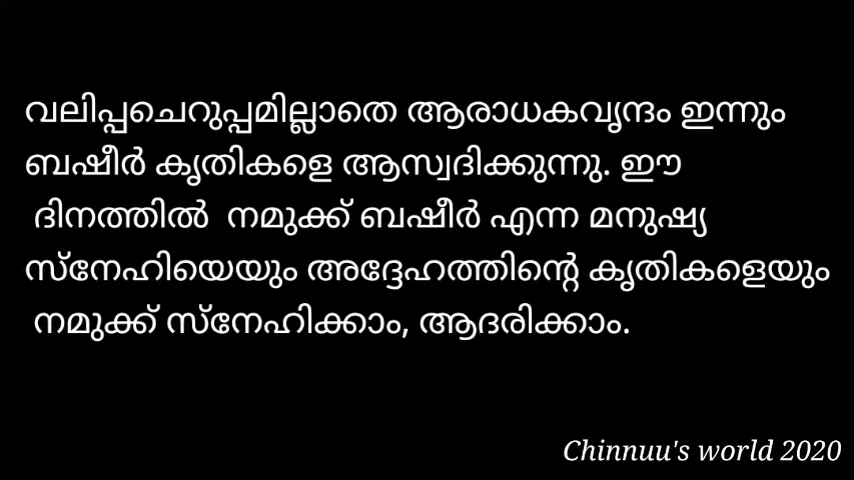 വലിപ്പചെറുപ്പമില്ലാതെ ആരാധകവൃന്ദം ഇന്നും
ബഷീർ കൃതികളെ ആസ്വദിക്കുന്നു. ഈ
ദിനത്തിൽ നമുക്ക് ബഷീർ എന്ന മനുഷ്യ
സ്നേഹിയെയും അദ്ദേഹത്തിന്റെ കൃതികളെയും
നമുക്ക് സ്നേഹിക്കാം, ആദരിക്കാം.
Chinnuu's world 2020